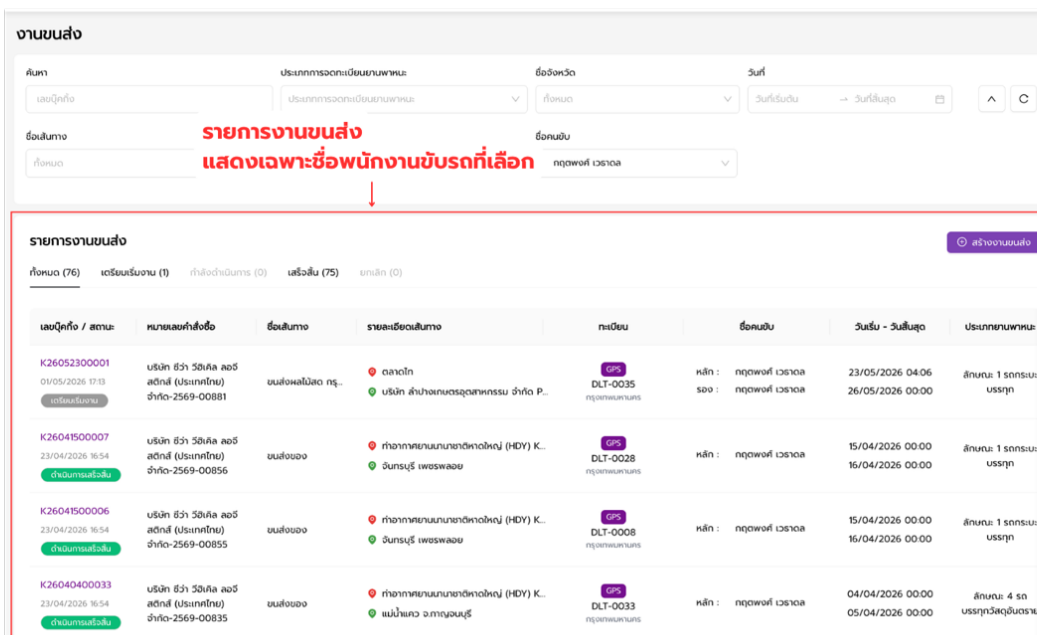 งานขนส่ง
ค้นหา ประเภทการจดทะเบียนยานพาหนะ ชื่อจังหวัด วันที่
เลขบุ๊คกิ้ง ประเภทการจดทะเบียนยานพาหนะ ทั้งหมด วันที่เริ่มต้น → วันที่สิ้นสุด
ชื่อเส้นทาง ชื่อคนขับ
ทั้งหมด กฤตพงศ์ เวธาดล
รายการงานขนส่ง
แสดงเฉพาะชื่อพนักงานขับรถที่เลือก
รายการงานขนส่ง สร้างงานขนส่ง
ทั้งหมด (76) เตรียมเริ่มงาน (1) กำลังดำเนินการ (0) เสร็จสิ้น (75) ยกเลิก (0)
เลขบุ๊คกิ้ง / สถานะ หมายเลขคำสั่งซื้อ ชื่อเส้นทาง รายละเอียดเส้นทาง ทะเบียน ชื่อคนขับ วันเริ่ม - วันสิ้นสุด ประเภทยานพาหนะ
K26052300001
01/05/2026 17:13
เตรียมเริ่มงาน
บริษัท ชีว่า วีฮิเคิล ลอจิ
สติกส์ (ประเทศไทย)
จำกัด-2569-00881
ขนส่งผลไม้สด กรุ...
ตลาดไท
บริษัท ลำปางเกษตรอุตสาหกรรม จำกัด P...
GPS
DLT-0035
กรุงเทพมหานคร
หลัก : กฤตพงศ์ เวธาดล
รอง : กฤตพงศ์ เวธาดล
23/05/2026 04:06
26/05/2026 00:00
ลักษณะ 1 รถกระบะ
บรรทุก
K26041500007
23/04/2026 16:54
ดำเนินการเสร็จสิ้น
บริษัท ชีว่า วีฮิเคิล ลอจิ
สติกส์ (ประเทศไทย)
จำกัด-2569-00856
ขนส่งของ
ท่าอากาศยานนานาชาติหาดใหญ่ (HDY) K...
จันทรบุรี เพชรพลอย
GPS
DLT-0028
กรุงเทพมหานคร
หลัก : กฤตพงศ์ เวธาดล
15/04/2026 00:00
16/04/2026 00:00
ลักษณะ 1 รถกระบะ
บรรทุก
K26041500006
23/04/2026 16:54
ดำเนินการเสร็จสิ้น
บริษัท ชีว่า วีฮิเคิล ลอจิ
สติกส์ (ประเทศไทย)
จำกัด-2569-00855
ขนส่งของ
ท่าอากาศยานนานาชาติหาดใหญ่ (HDY) K...
จันทรบุรี เพชรพลอย
GPS
DLT-0008
กรุงเทพมหานคร
หลัก : กฤตพงศ์ เวธาดล
15/04/2026 00:00
16/04/2026 00:00
ลักษณะ 1 รถกระบะ
บรรทุก
K26040400033
23/04/2026 16:54
ดำเนินการเสร็จสิ้น
บริษัท ชีว่า วีฮิเคิล ลอจิ
สติกส์ (ประเทศไทย)
จำกัด-2569-00835
ขนส่งของ
ท่าอากาศยานนานาชาติหาดใหญ่ (HDY) K...
แม่น้ำแคว จ.กาญจนบุรี
GPS
DLT-0033
กรุงเทพมหานคร
หลัก : กฤตพงศ์ เวธาดล
04/04/2026 00:00
05/04/2026 00:00
ลักษณะ 4 รถ
บรรทุกวัสดุอันตราย